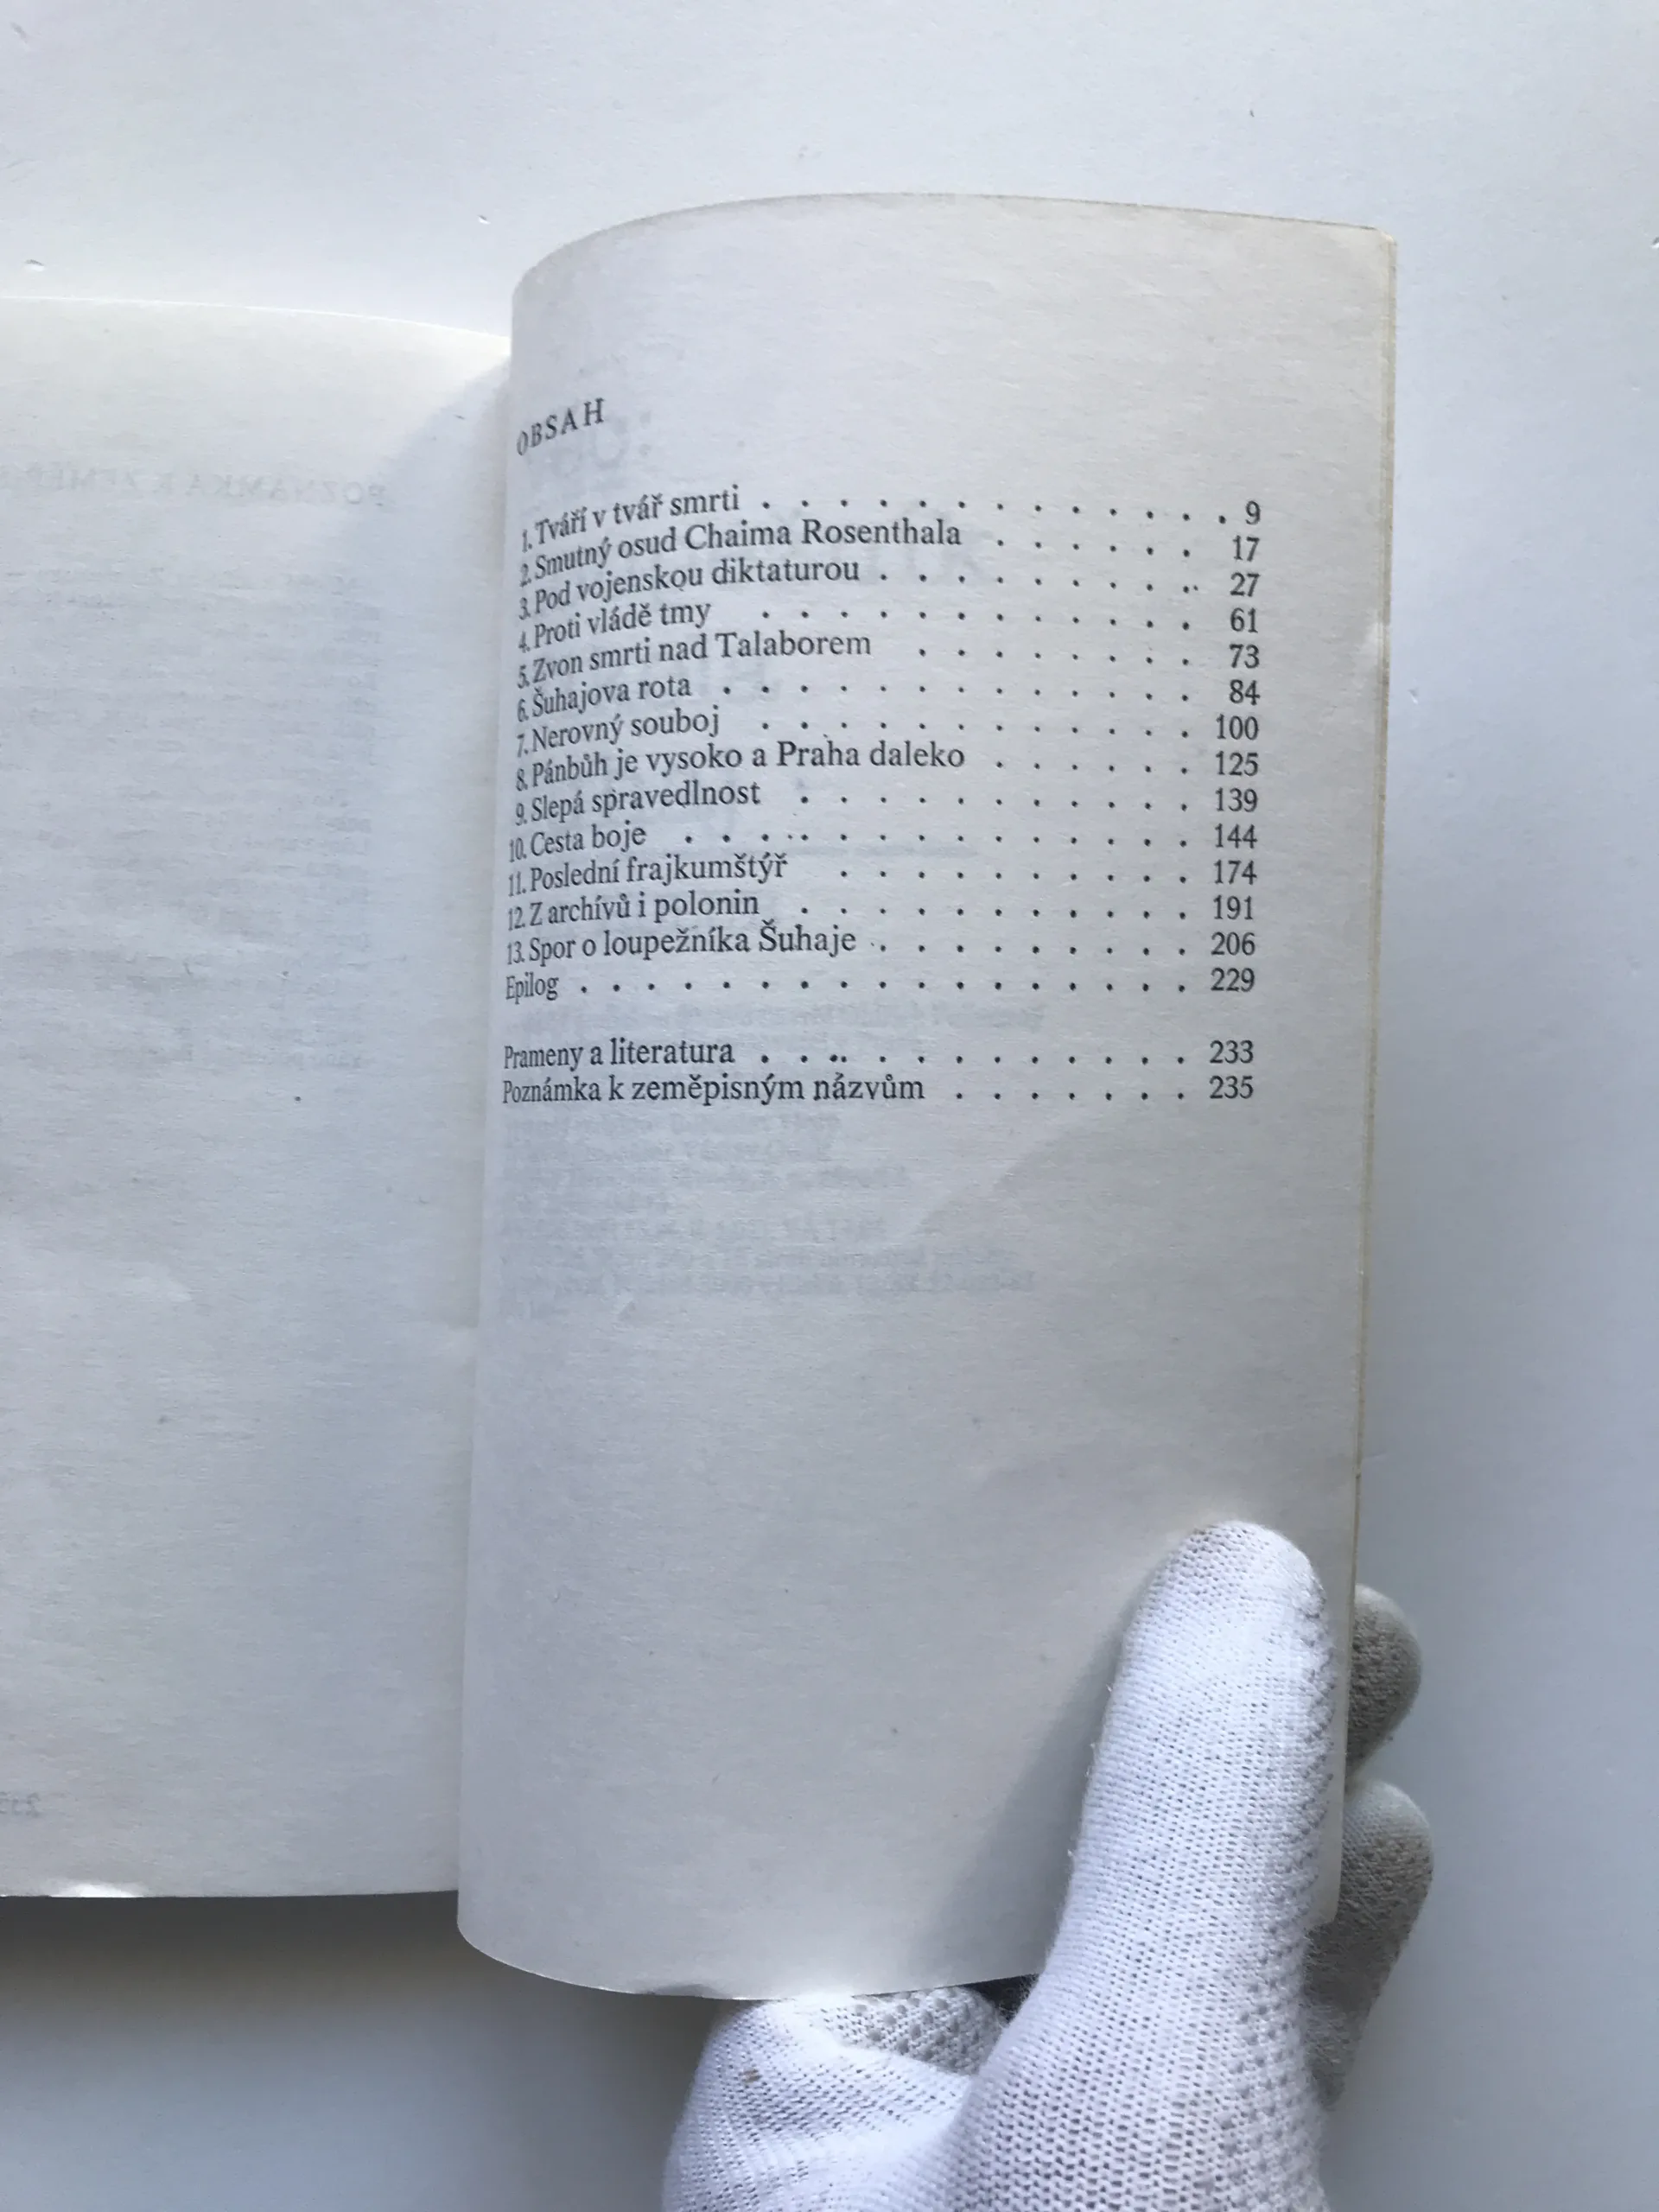 OBSAH
1. Tváří v tvář smrti . . . . . . . . . . . . . 9
2. Smutný osud Chaima Rosenthala . . . . . . 17
3. Pod vojenskou diktaturou . . . . . . . . . 27
4. Proti vládě tmy . . . . . . . . . . . . 61
5. Zvon smrti nad Talaborem . . . . . . . . 73
6. Šuhajova rota . . . . . . . . . . . . . 84
7. Nerovný souboj . . . . . . . . . . . . 100
8. Pánbůh je vysoko a Praha daleko . . . . . . 125
9. Slepá spravedlnost . . . . . . . . . . . 139
10. Cesta boje . . . . . . . . . . . . . . 144
11. Poslední frajkumštýř . . . . . . . . . . 174
12. Z archívů i polonin . . . . . . . . . . . 191
13. Spor o loupežníka Šuhaje . . . . . . . . . 206
Epilog . . . . . . . . . . . . . . . . 229
Prameny a literatura . . . . . . . . . . . . 233
Poznámka k zeměpisným názvům . . . . . . . 235